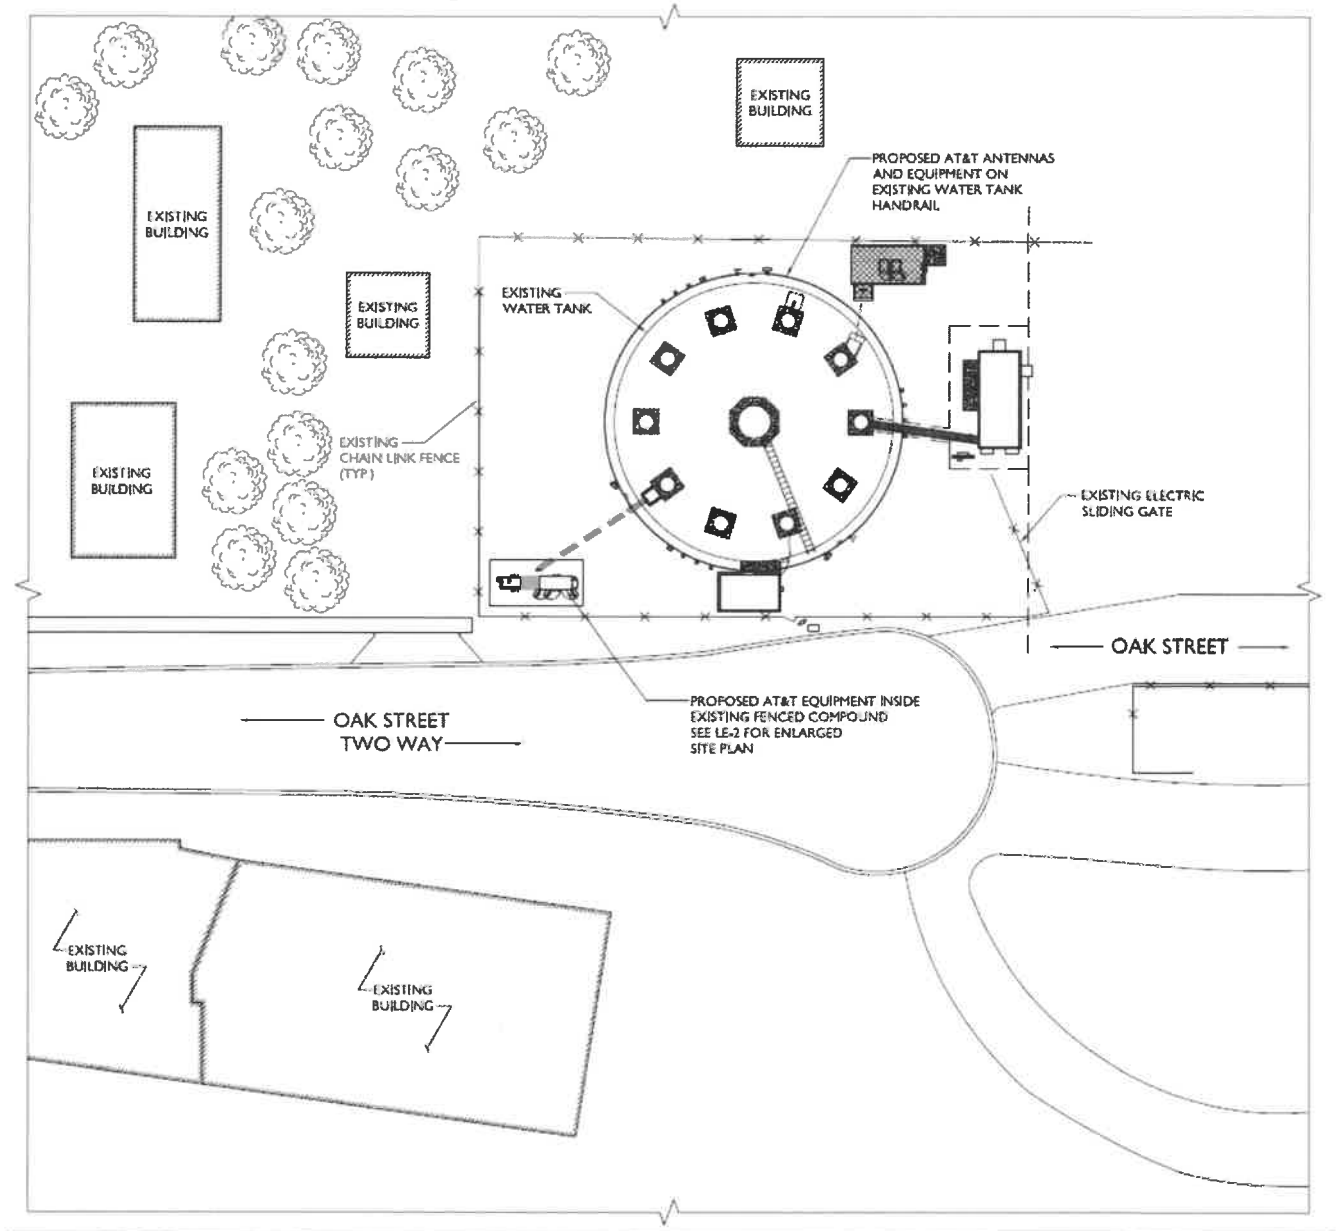 EXISTING
BUILDING
PROPOSED AT&T ANTENNAS
AND EQUIPMENT ON
EXISTING WATER TANK
HANDRAIL
EXISTING
BUILDING
EXISTING
WATER TANK
EXISTING
BUILDING
EXISTING
CHAIN LINK FENCE
(TYP)
EXISTING
BUILDING
EXISTING ELECTRIC
SLIDING GATE
OAK STREET
PROPOSED AT&T EQUIPMENT INSIDE
EXISTING FENCED COMPOUND
SEE LE-2 FOR ENLARGED
SITE PLAN
OAK STREET
TWO WAY
EXISTING
BUILDING
EXISTING
BUILDING